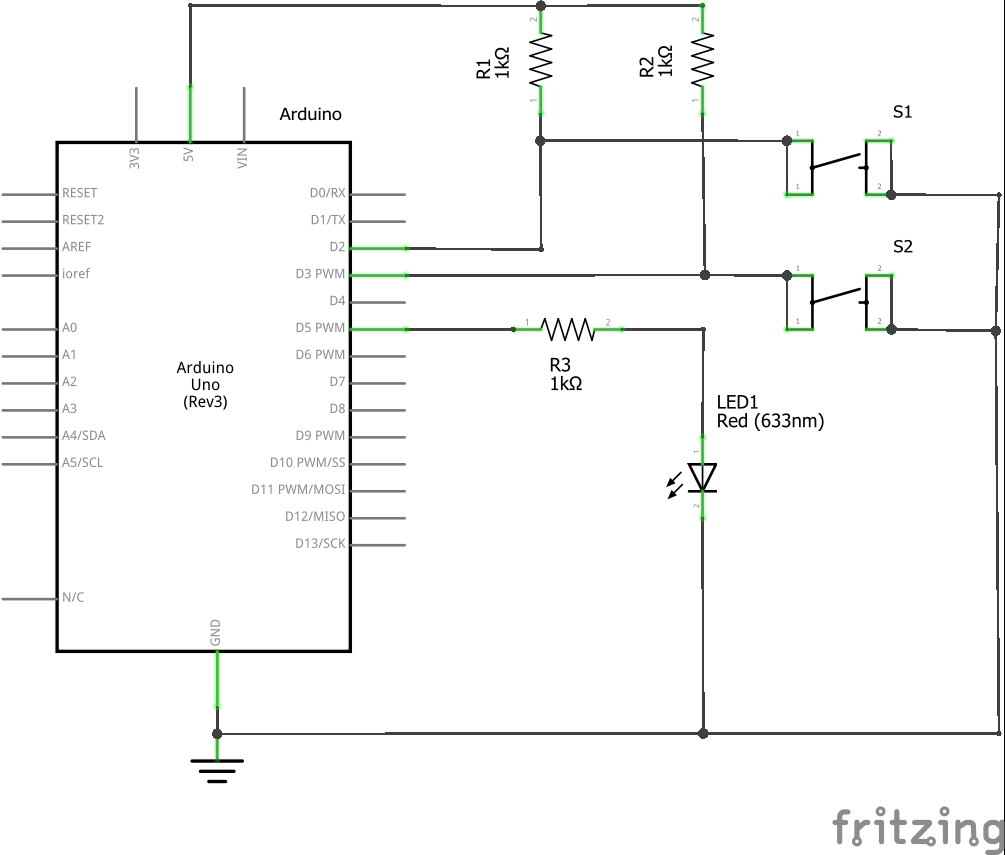 2
2
R1
1kΩ
R2
1kΩ
1
1
Arduino
S1
3V3
5V
VIN
1
2
RESET
D0/RX
1
2
RESET2
D1/TX
AREF
D2
S2
ioref
D3 PWM
1
2
D4
A0
D5 PWM
1
2
1
2
A1
D6 PWM
R3
1kΩ
Arduino
Uno
(Rev3)
A2
D7
A3
D8
LED1
Red (633nm)
A4/SDA
D9 PWM
1
A5/SCL
D10 PWM/SS
D11 PWM/MOSI
2
D12/MISO
D13/SCK
N/C
GND
fritzing